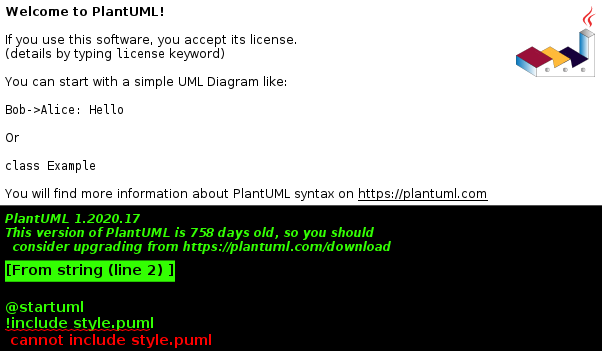 Welcome to PlantUML!
If you use this software, you accept its license.
(details by typing license keyword)
You can start with a simple UML Diagram like:
Bob->Alice: Hello
Or
class Example
You will find more information about PlantUML syntax on https://plantuml.com
PlantUML 1.2020.17
This version of PlantUML is 758 days old, so you should
consider upgrading from https://plantuml.com/download
[From string (line 2) ]
@startuml
!include style.puml
cannot include style.puml